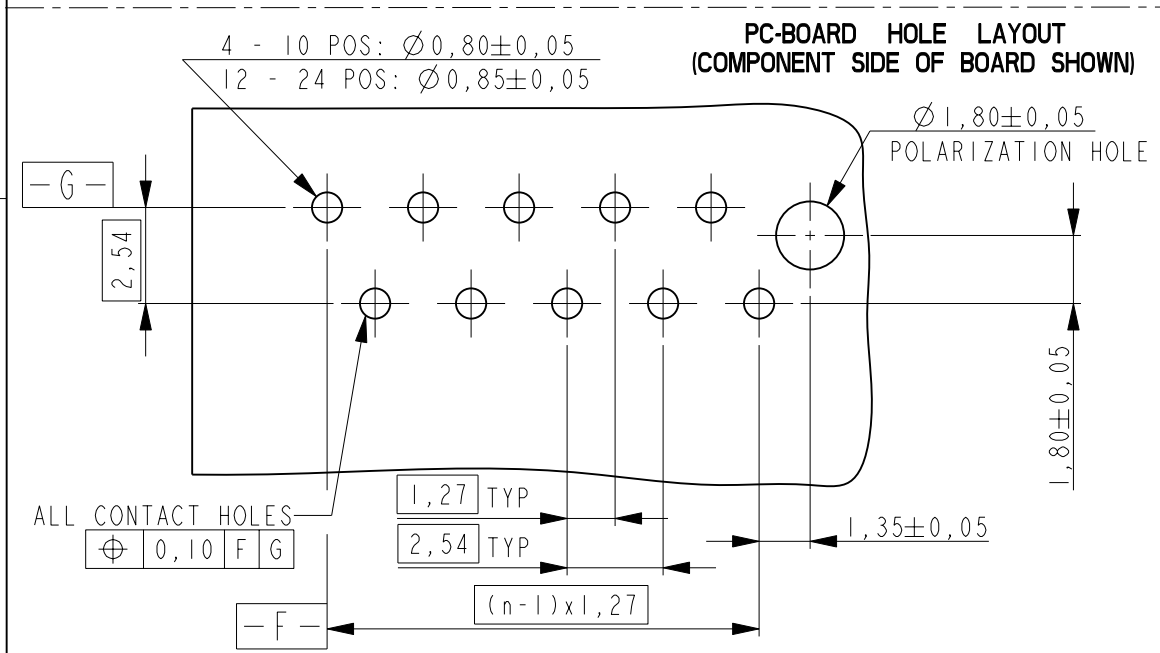 PC-BOARD HOLE LAYOUT
(COMPONENT SIDE OF BOARD SHOWN)
4 - 10 POS: ∅0,80±0,05
12 - 24 POS: ∅0,85±0,05
∅1,80±0,05
POLARIZATION HOLE
-G-
2,54
1,80±0,05
ALL CONTACT HOLES
⌖ 0,10 F G
1,27 TYP
2,54 TYP
1,35±0,05
(n-1)x1,27
-F-